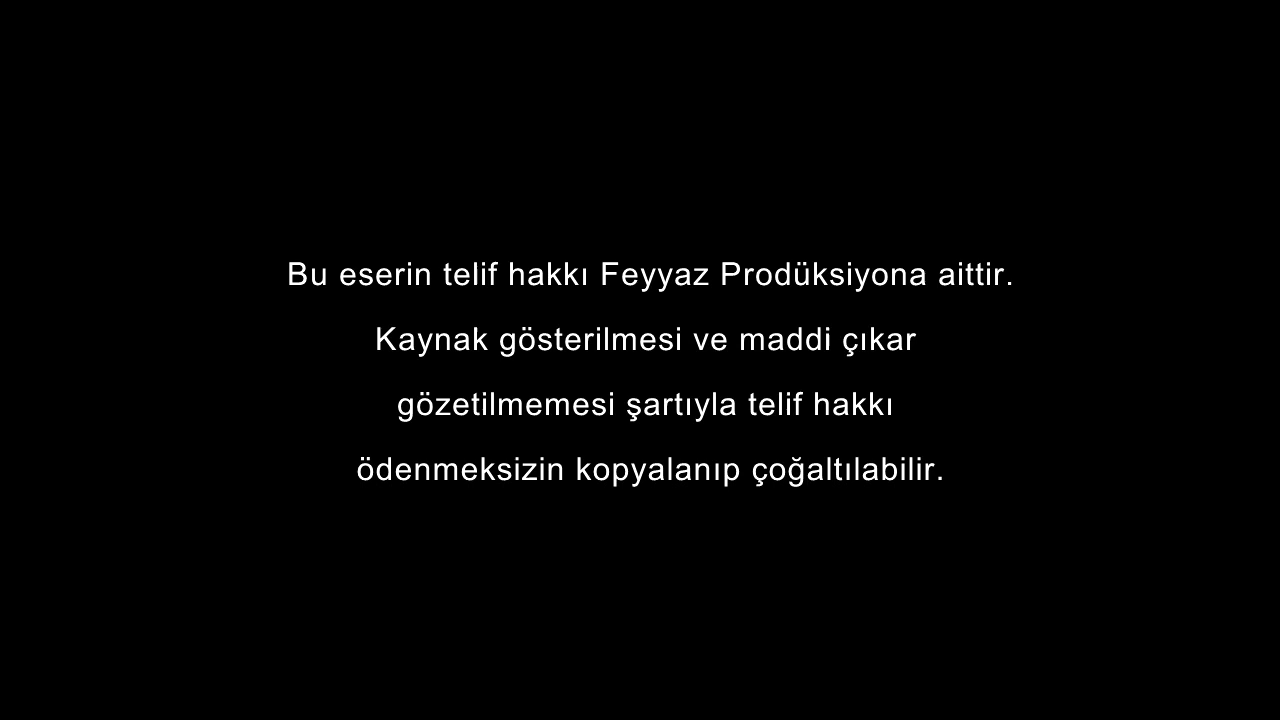 Bu eserin telif hakkı Feyyaz Prodüksiyona aittir.
Kaynak gösterilmesi ve maddi çıkar
gözetilmemesi şartıyla telif hakkı
ödenmeksizin kopyalanıp çoğaltılabilir.